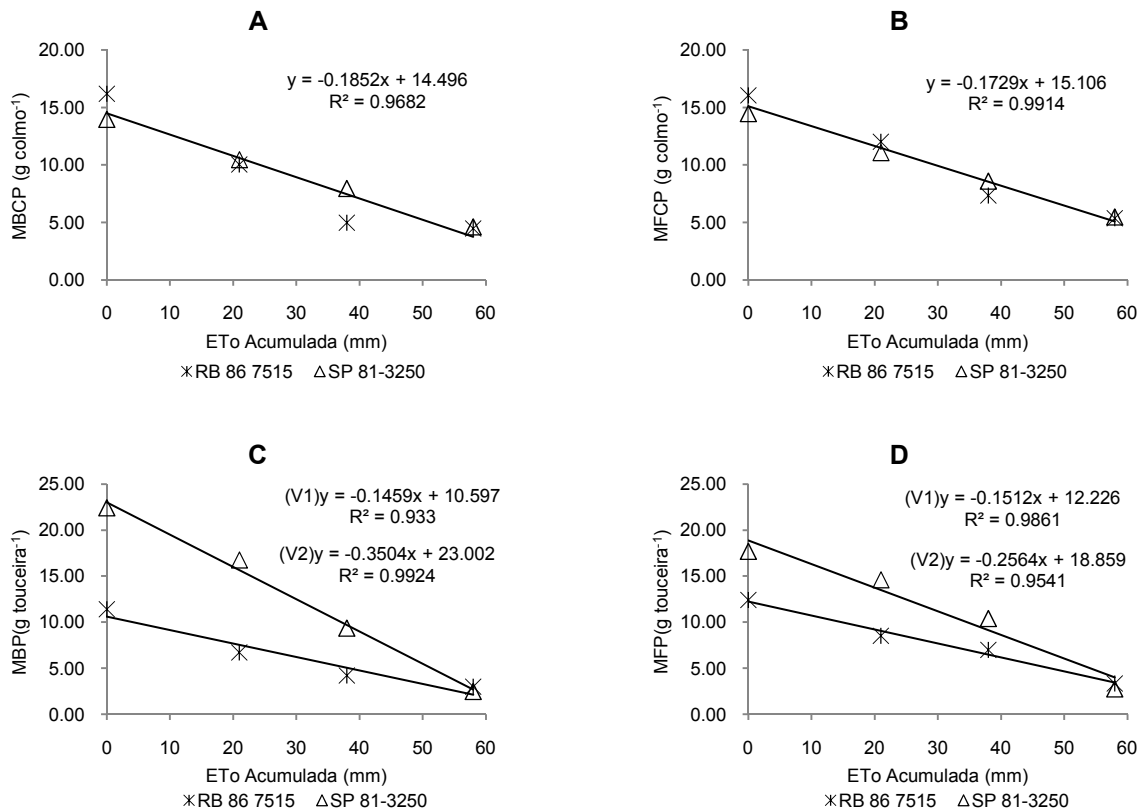 A
20.00
15.00
10.00
5.00
0.00
MBCP (g colmo⁻¹)
y = -0.1852x + 14.496
R² = 0.9682
0 10 20 30 40 50 60
ETo Acumulada (mm)
RB 86 7515 SP 81-3250
B
20.00
15.00
10.00
5.00
0.00
MFCP (g colmo⁻¹)
y = -0.1729x + 15.106
R² = 0.9914
0 10 20 30 40 50 60
ETo Acumulada (mm)
RB 86 7515 SP 81-3250
C
25.00
20.00
15.00
10.00
5.00
0.00
MBP(g touceira⁻¹)
(V1)y = -0.1459x + 10.597
R² = 0.933
(V2)y = -0.3504x + 23.002
R² = 0.9924
0 10 20 30 40 50 60
ETo Acumulada (mm)
RB 86 7515 SP 81-3250
D
25.00
20.00
15.00
10.00
5.00
0.00
MFP(g touceira⁻¹)
(V1)y = -0.1512x + 12.226
R² = 0.9861
(V2)y = -0.2564x + 18.859
R² = 0.9541
0 10 20 30 40 50 60
ETo Acumulada (mm)
RB 86 7515 SP 81-3250